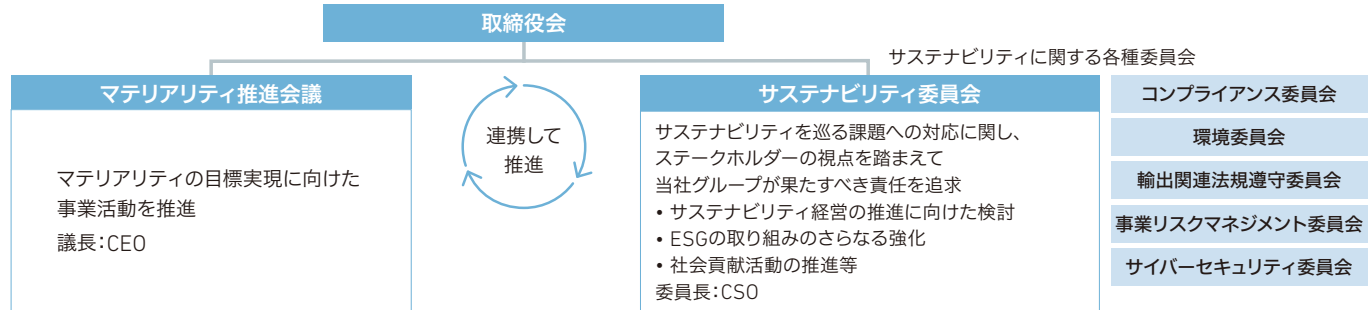 取締役会
サステナビリティに関する各種委員会
マテリアリティ推進会議
マテリアリティの目標実現に向けた
事業活動を推進
議長：CEO
連携して
推進
サステナビリティ委員会
サステナビリティを巡る課題への対応に関し、
ステークホルダーの視点を踏まえて
当社グループが果たすべき責任を追求
• サステナビリティ経営の推進に向けた検討
• ESGの取り組みのさらなる強化
• 社会貢献活動の推進等
委員長：CSO
コンプライアンス委員会
環境委員会
輸出関連法規遵守委員会
事業リスクマネジメント委員会
サイバーセキュリティ委員会